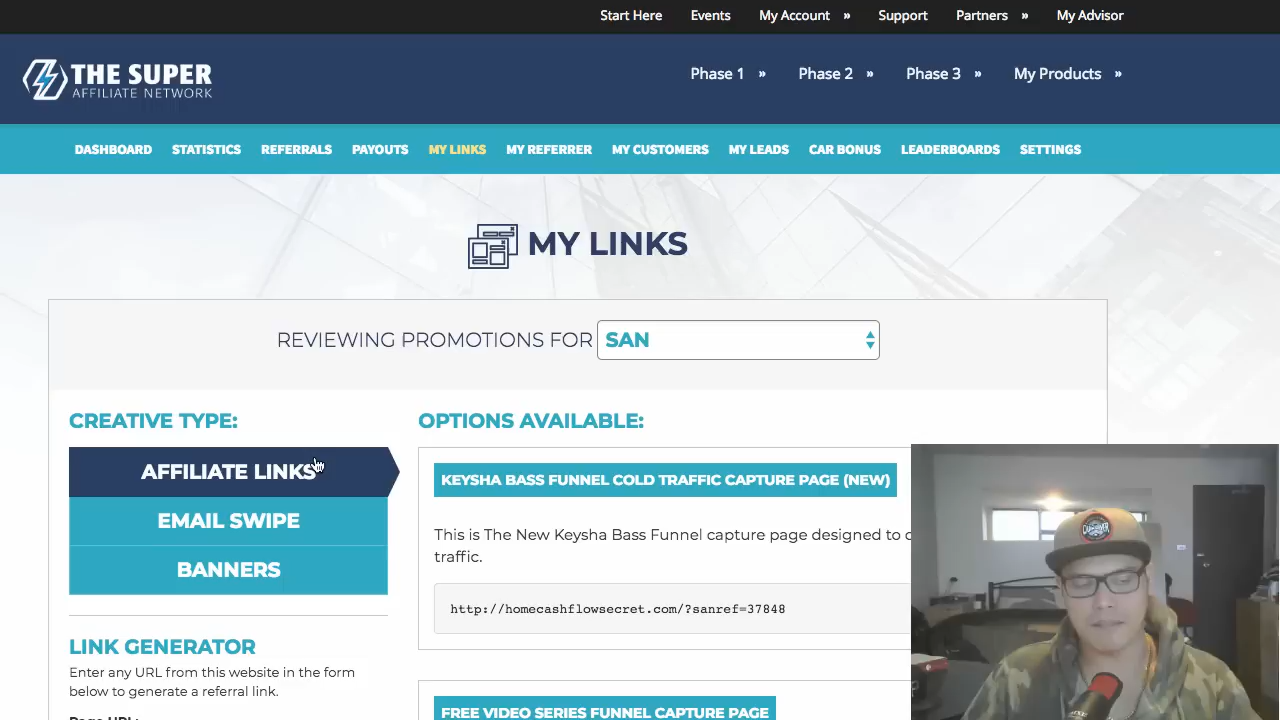 Start Here Events My Account » Support Partners » My Advisor
THE SUPER
AFFILIATE NETWORK
Phase 1 » Phase 2 » Phase 3 » My Products »
DASHBOARD STATISTICS REFERRALS PAYOUTS MY LINKS MY REFERRER MY CUSTOMERS MY LEADS CAR BONUS LEADERBOARDS SETTINGS
MY LINKS
REVIEWING PROMOTIONS FOR SAN
CREATIVE TYPE:
AFFILIATE LINKS
EMAIL SWIPE
BANNERS
LINK GENERATOR
Enter any URL from this website in the form
below to generate a referral link.
OPTIONS AVAILABLE:
KEYSHA BASS FUNNEL COLD TRAFFIC CAPTURE PAGE (NEW)
This is The New Keysha Bass Funnel capture page designed to
traffic.
http://homecashflowsecret.com/?sanref=37848
FREE VIDEO SERIES FUNNEL CAPTURE PAGE